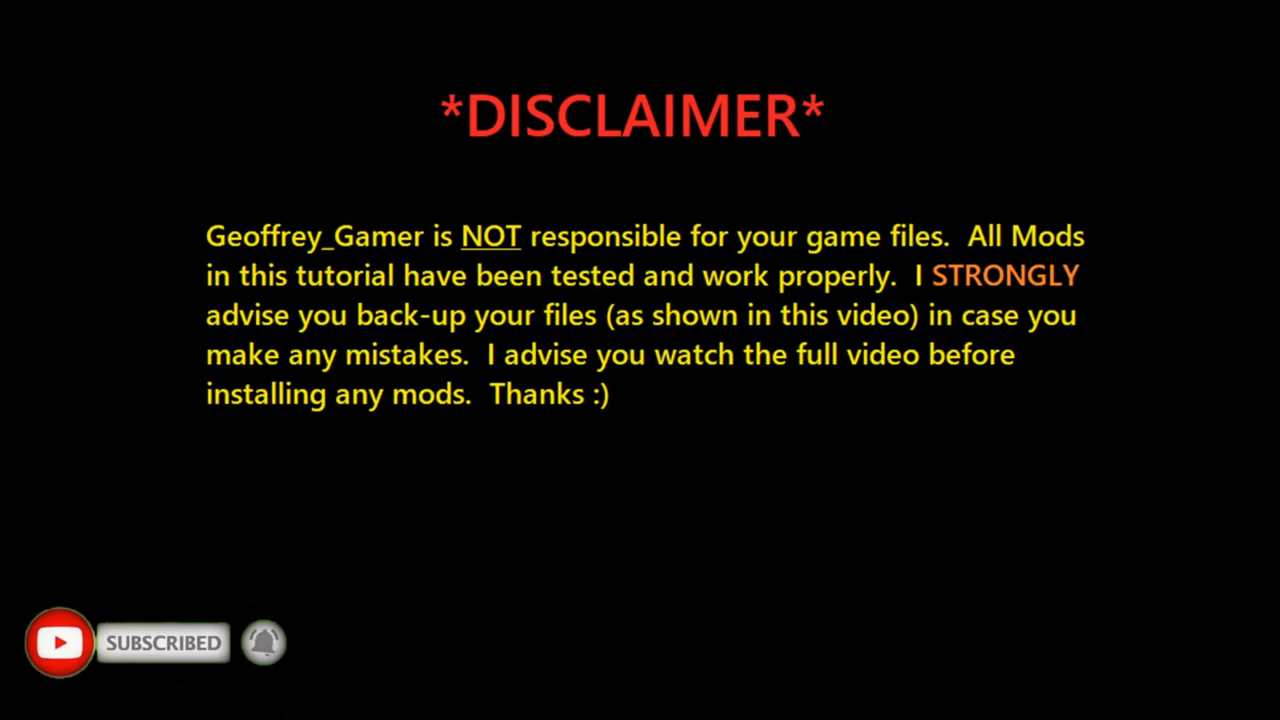 *DISCLAIMER*
Geoffrey_Gamer is NOT responsible for your game files.  All Mods
in this tutorial have been tested and work properly.  I STRONGLY
advise you back-up your files (as shown in this video) in case you
make any mistakes.  I advise you watch the full video before
installing any mods.  Thanks :)
SUBSCRIBED